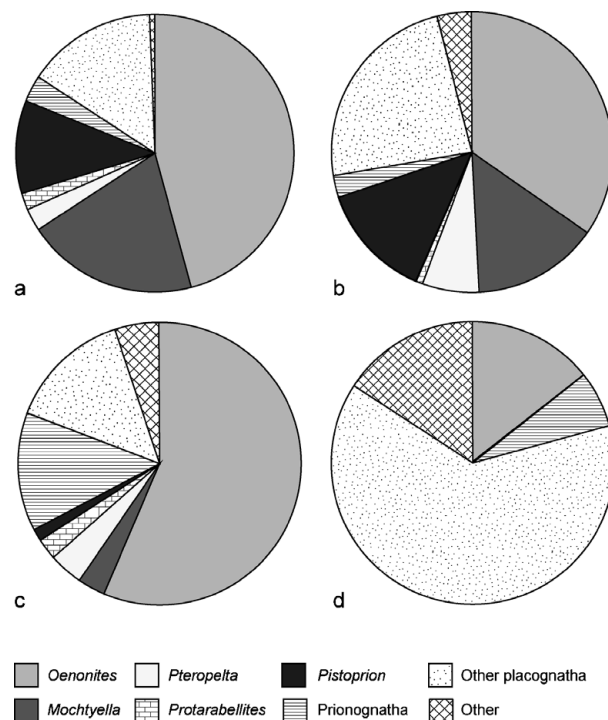 a
b
c
d
Oenonites Pteropelta Pistoprion Other placognatha
Mochtyella Protarabellites Prionognatha Other